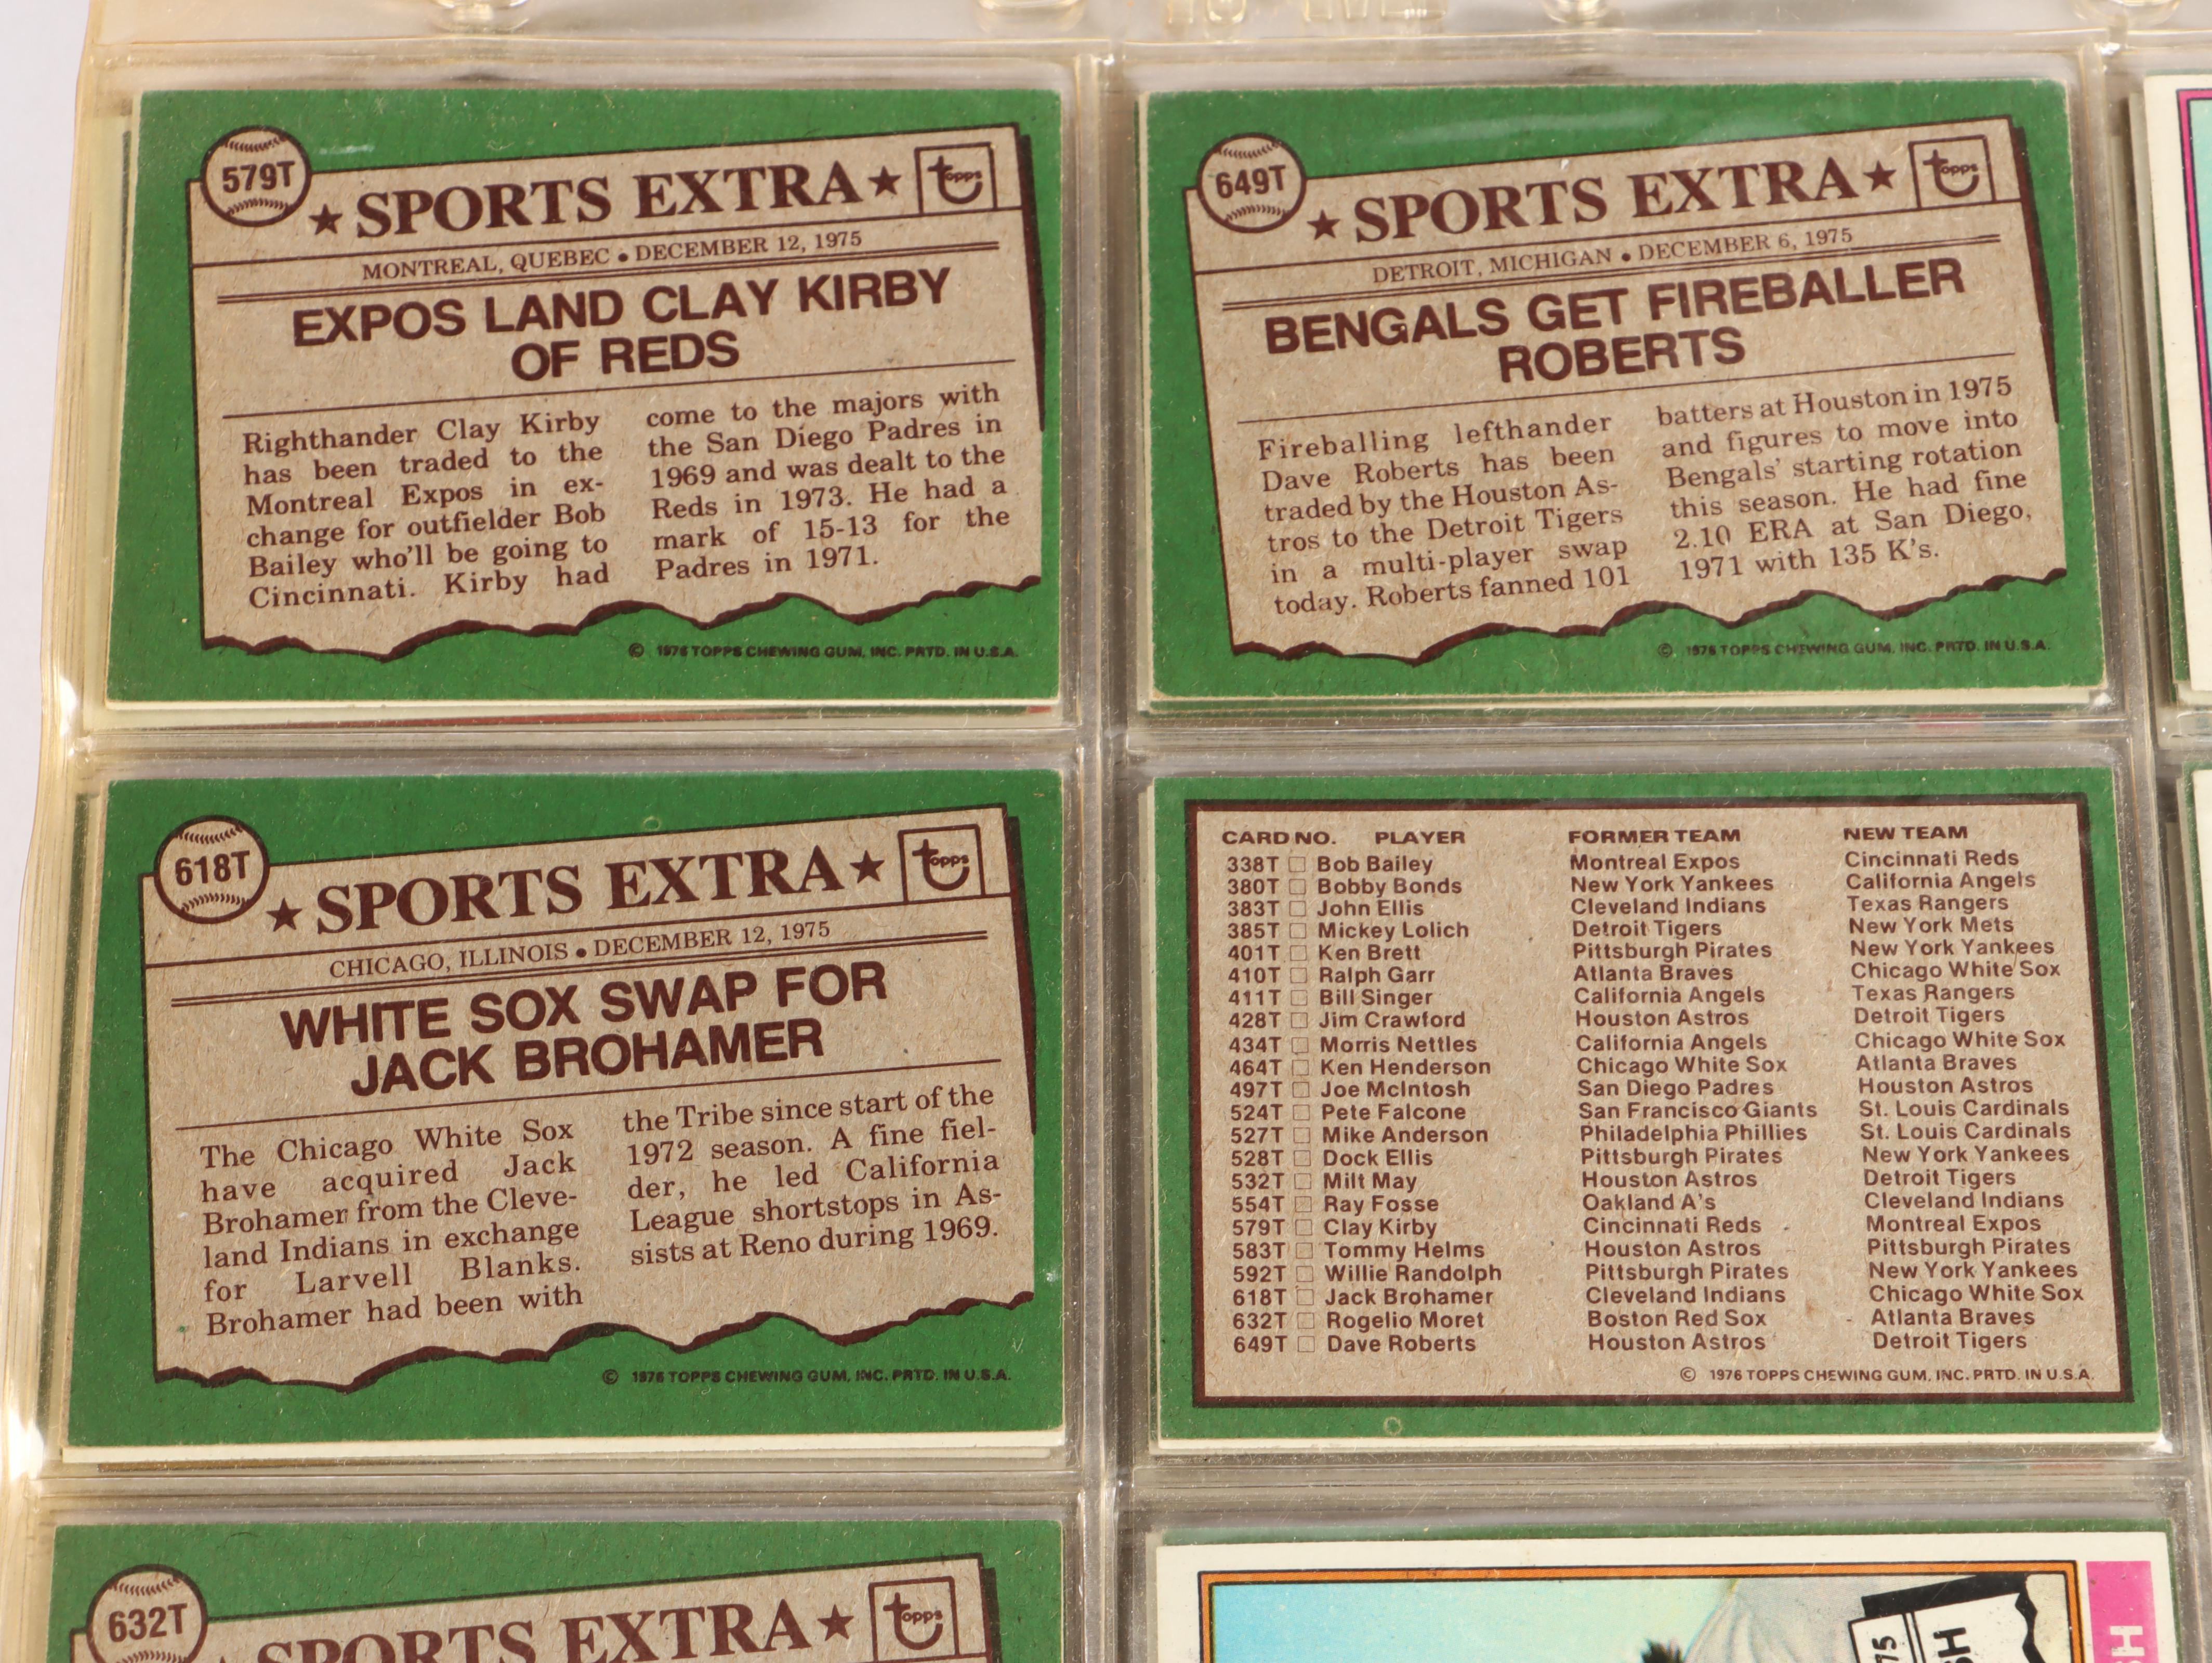 579T
★ SPORTS EXTRA ★
Topps
MONTREAL, QUEBEC • DECEMBER 12, 1975
EXPOS LAND CLAY KIRBY
OF REDS
Righthander Clay Kirby
has been traded to the
Montreal Expos in ex-
change for outfielder Bob
Bailey who'll be going to
Cincinnati. Kirby had
come to the majors with
the San Diego Padres in
1969 and was dealt to the
Reds in 1973. He had a
mark of 15-13 for the
Padres in 1971.
© 1976 TOPPS CHEWING GUM, INC. PRTD. IN U.S.A.
649T
★ SPORTS EXTRA ★
Topps
DETROIT, MICHIGAN • DECEMBER 6, 1975
BENGALS GET FIREBALLER
ROBERTS
Fireballing lefthander
Dave Roberts has been
traded by the Houston As-
tros to the Detroit Tigers
in a multi-player swap
today. Roberts fanned 101
batters at Houston in 1975
and figures to move into
Bengals' starting rotation
this season. He had fine
2.10 ERA at San Diego,
1971 with 135 K's.
© 1976 TOPPS CHEWING GUM, INC. PRTD. IN U.S.A.
618T
★ SPORTS EXTRA ★
Topps
CHICAGO, ILLINOIS • DECEMBER 12, 1975
WHITE SOX SWAP FOR
JACK BROHAMER
The Chicago White Sox
have acquired Jack
Brohamer from the Cleve-
land Indians in exchange
for Larvell Blanks.
Brohamer had been with
the Tribe since start of the
1972 season. A fine fiel-
der, he led California
League shortstops in As-
sists at Reno during 1969.
© 1976 TOPPS CHEWING GUM, INC. PRTD. IN U.S.A.
CARD NO. PLAYER FORMER TEAM NEW TEAM
338T □ Bob Bailey Montreal Expos Cincinnati Reds
380T □ Bobby Bonds New York Yankees California Angels
383T □ John Ellis Cleveland Indians Texas Rangers
385T □ Mickey Lolich Detroit Tigers New York Mets
401T □ Ken Brett Pittsburgh Pirates New York Yankees
410T □ Ralph Garr Atlanta Braves Chicago White Sox
411T □ Bill Singer California Angels Texas Rangers
428T □ Jim Crawford Houston Astros Detroit Tigers
434T □ Morris Nettles California Angels Chicago White Sox
464T □ Ken Henderson Chicago White Sox Atlanta Braves
497T □ Joe McIntosh San Diego Padres Houston Astros
524T □ Pete Falcone San Francisco Giants St. Louis Cardinals
527T □ Mike Anderson Philadelphia Phillies St. Louis Cardinals
528T □ Dock Ellis Pittsburgh Pirates New York Yankees
532T □ Milt May Houston Astros Detroit Tigers
554T □ Ray Fosse Oakland A's Cleveland Indians
579T □ Clay Kirby Cincinnati Reds Montreal Expos
583T □ Tommy Helms Houston Astros Pittsburgh Pirates
592T □ Willie Randolph Pittsburgh Pirates New York Yankees
618T □ Jack Brohamer Cleveland Indians Chicago White Sox
632T □ Rogelio Moret Boston Red Sox Atlanta Braves
649T □ Dave Roberts Houston Astros Detroit Tigers
© 1976 TOPPS CHEWING GUM, INC. PRTD. IN U.S.A.
632T
SPORTS EXTRA ★
Topps